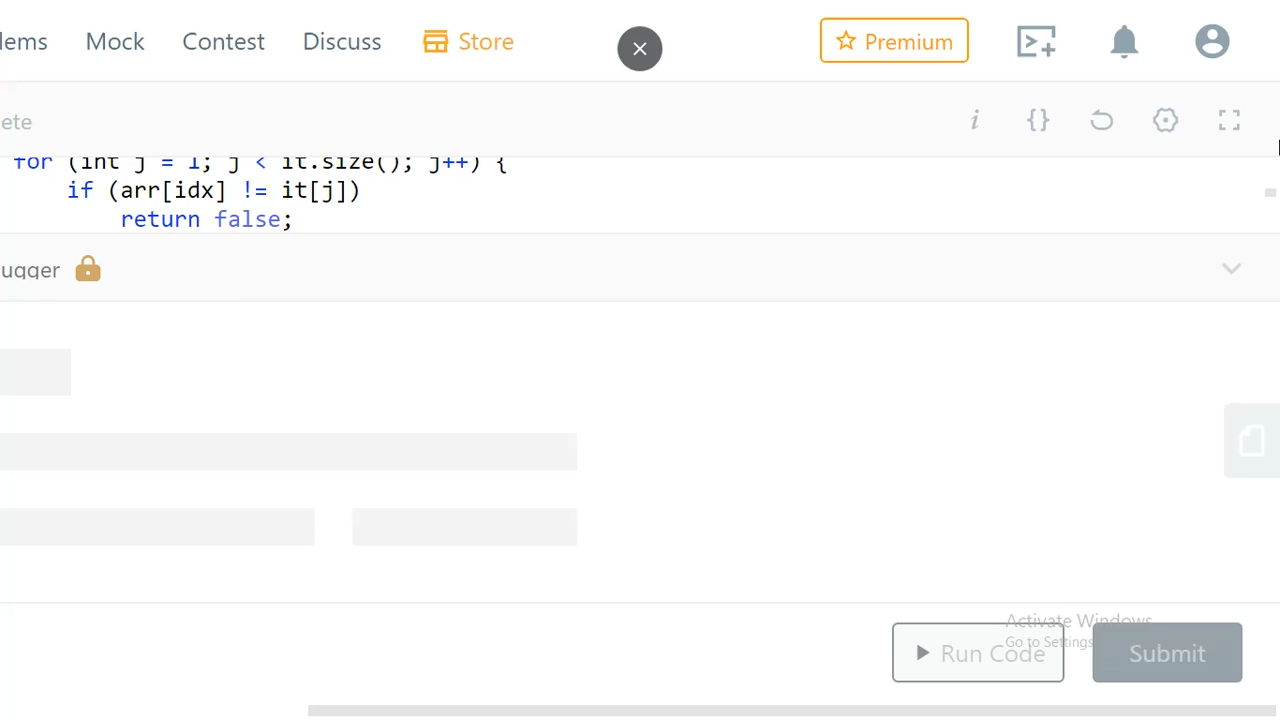 lems Mock Contest Discuss Store Premium
ete
for (int j = 1; j < it.size(); j++) {
if (arr[idx] != it[j])
return false;
ugger
Activate Windows
Go to Settings
Run Code Submit